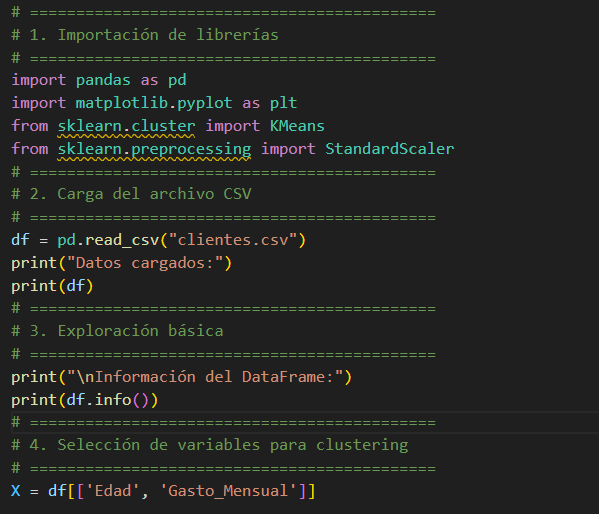 # ============================================
# 1. Importación de librerías
# ============================================
import pandas as pd
import matplotlib.pyplot as plt
from sklearn.cluster import KMeans
from sklearn.preprocessing import StandardScaler
# ============================================
# 2. Carga del archivo CSV
# ============================================
df = pd.read_csv("clientes.csv")
print("Datos cargados:")
print(df)
# ============================================
# 3. Exploración básica
# ============================================
print("\nInformación del DataFrame:")
print(df.info())
# ============================================
# 4. Selección de variables para clustering
# ============================================
X = df[['Edad', 'Gasto_Mensual']]